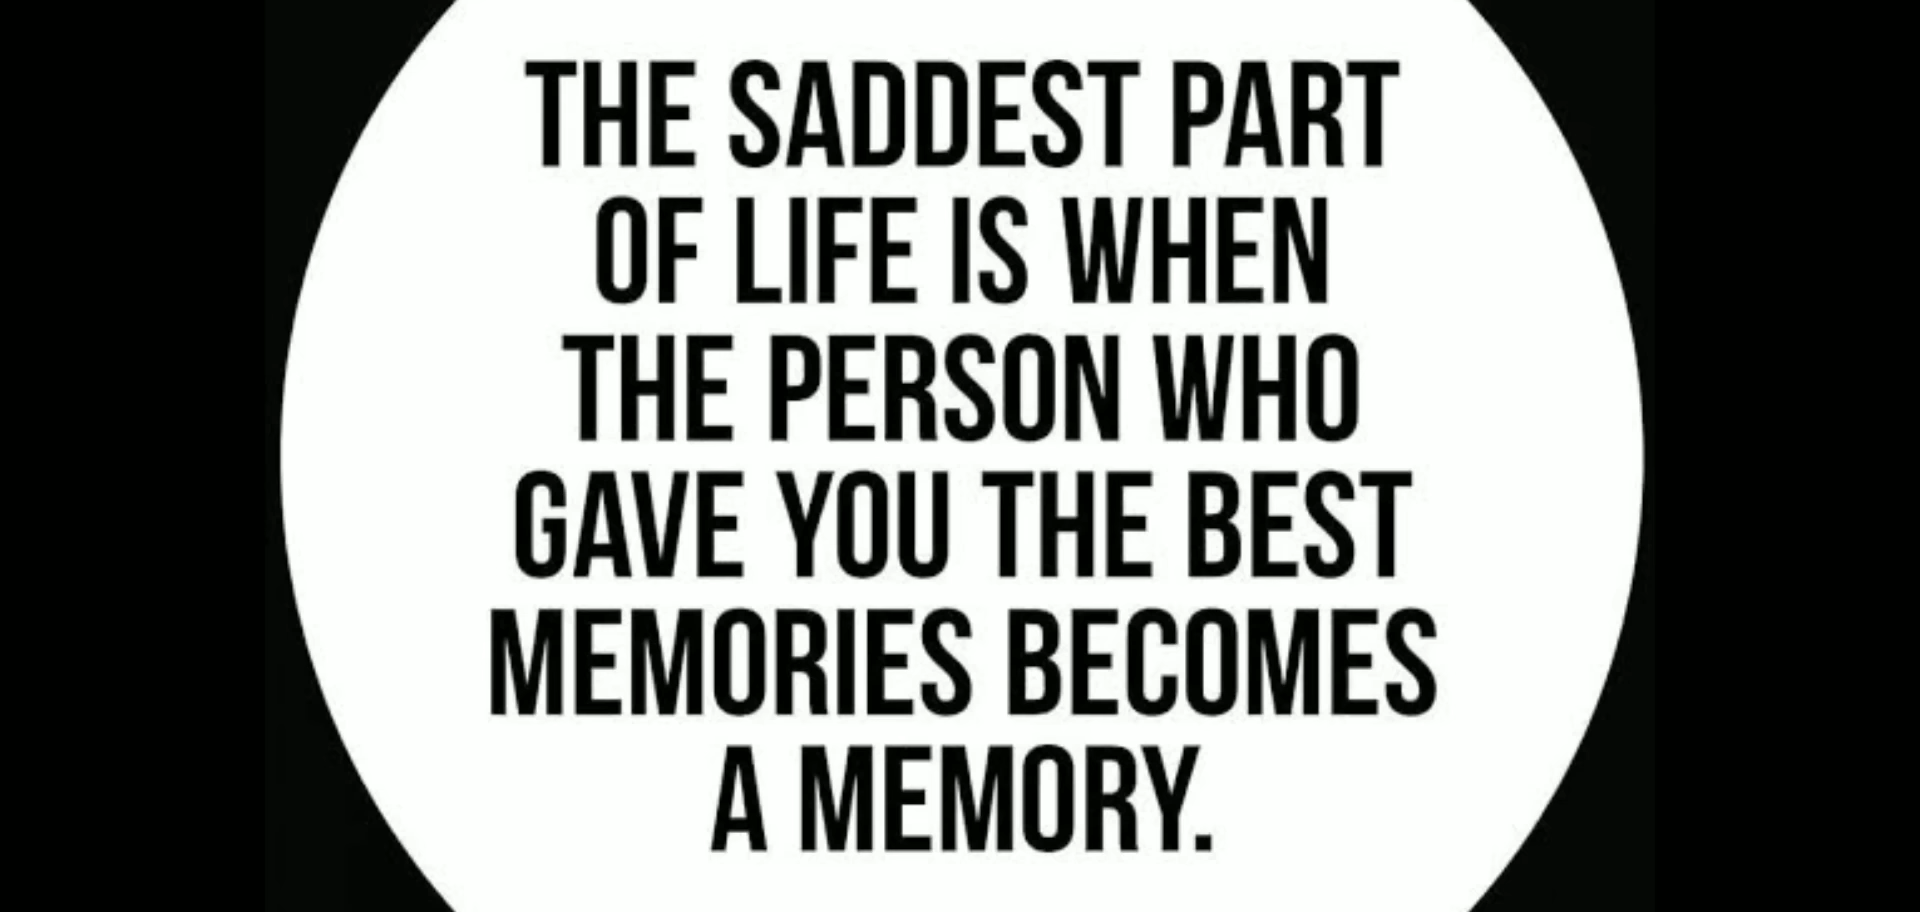 THE SADDEST PART
OF LIFE IS WHEN
THE PERSON WHO
GAVE YOU THE BEST
MEMORIES BECOMES
A MEMORY.